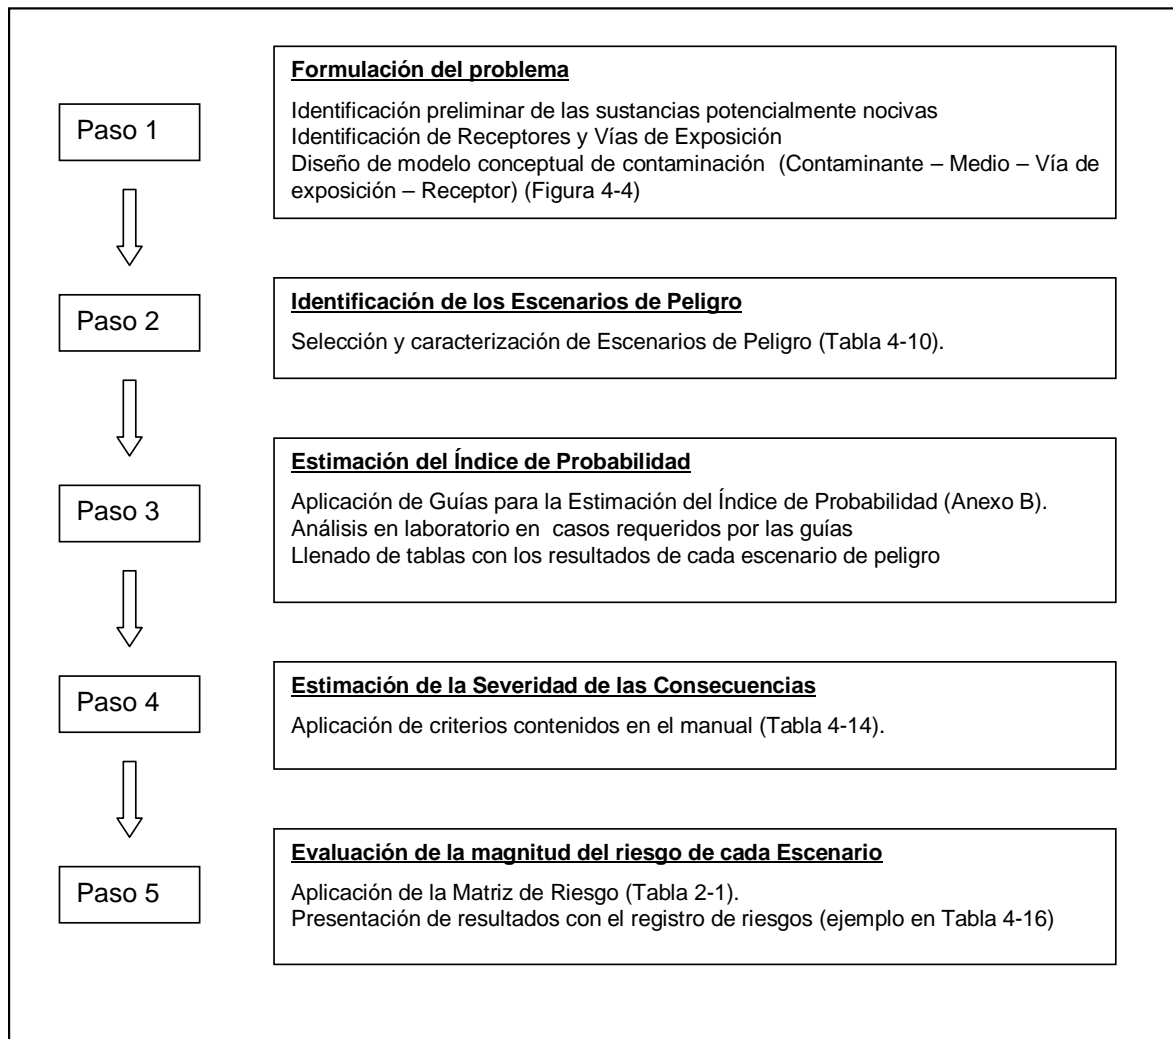 Paso 1
Formulación del problema
Identificación preliminar de las sustancias potencialmente nocivas
Identificación de Receptores y Vías de Exposición
Diseño de modelo conceptual de contaminación (Contaminante – Medio – Vía de
exposición – Receptor) (Figura 4-4)
Paso 2
Identificación de los Escenarios de Peligro
Selección y caracterización de Escenarios de Peligro (Tabla 4-10).
Paso 3
Estimación del Índice de Probabilidad
Aplicación de Guías para la Estimación del Índice de Probabilidad (Anexo B).
Análisis en laboratorio en casos requeridos por las guías
Llenado de tablas con los resultados de cada escenario de peligro
Paso 4
Estimación de la Severidad de las Consecuencias
Aplicación de criterios contenidos en el manual (Tabla 4-14).
Paso 5
Evaluación de la magnitud del riesgo de cada Escenario
Aplicación de la Matriz de Riesgo (Tabla 2-1).
Presentación de resultados con el registro de riesgos (ejemplo en Tabla 4-16)